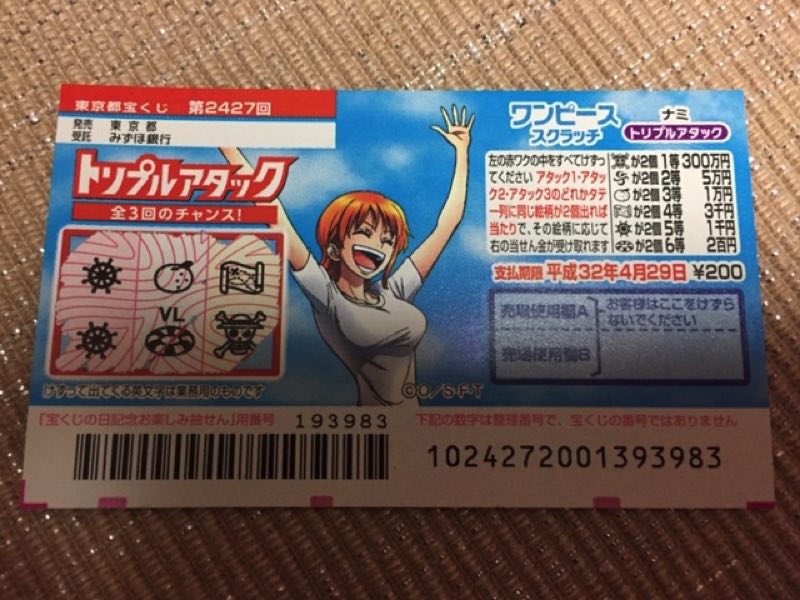 東京都宝くじ 第2427回
発売 東京都
受託 みずほ銀行
トリプルアタック
全3回のチャンス!
VL
けずって出てくる英文字は業務用のものです
ワンピース
スクラッチ
ナミ
トリプルアタック
左の赤ワクの中をすべてけずっ
てください アタック1・アタッ
ク2・アタック3のどれかタテ
一列に同じ絵柄が2個出れば
当たりで、その絵柄に応じて
右の当せん金が受け取れます
が2個 1等 300万円
が2個 2等 5万円
が2個 3等 1万円
が2個 4等 3千円
が2個 5等 1千円
が2個 6等 2百円
支払期限 平成32年4月29日 ¥200
売場使用欄A
お客様はここをけずら
ないでください
売場使用欄B
©O/S・F・T
「宝くじの日記念お楽しみ抽せん」用番号 193983
下記の数字は整理番号で、宝くじの番号ではありません
10242720013939​83